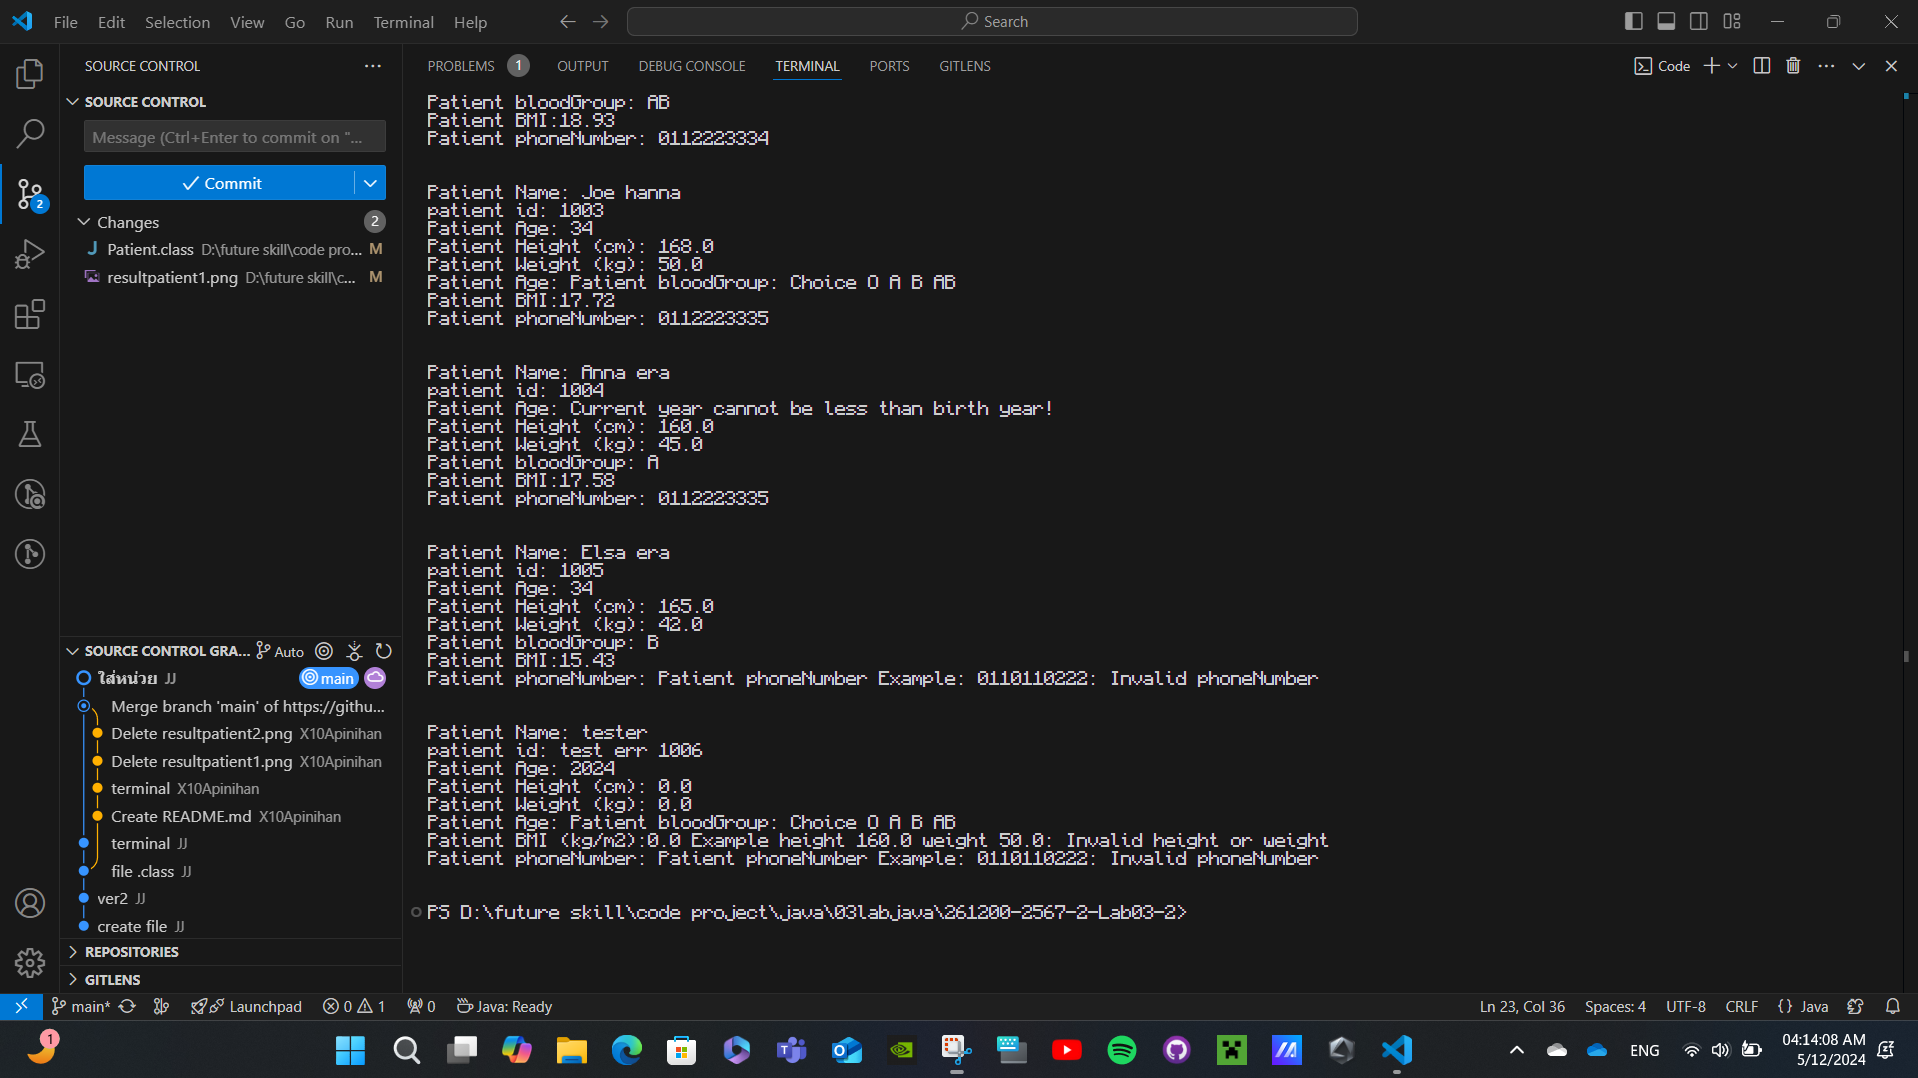 File Edit Selection View Go Run Terminal Help
Search
SOURCE CONTROL
SOURCE CONTROL
Message (Ctrl+Enter to commit on "...
Commit
Changes 2
J Patient.class D:\future skill\code pro... M
resultpatient1.png D:\future skill\c... M
2
SOURCE CONTROL GRA... Auto
ใส่หน่วย JJ main
Merge branch 'main' of https://githu...
Delete resultpatient2.png X10Apinihan
Delete resultpatient1.png X10Apinihan
terminal X10Apinihan
Create README.md X10Apinihan
terminal JJ
file .class JJ
ver2 JJ
create file JJ
REPOSITORIES
GITLENS
PROBLEMS 1 OUTPUT DEBUG CONSOLE TERMINAL PORTS GITLENS
Code
Patient bloodGroup: AB
Patient BMI:18.93
Patient phoneNumber: 0112223334
Patient Name: Joe hanna
patient id: 1003
Patient Age: 34
Patient Height (cm): 168.0
Patient Weight (kg): 50.0
Patient Age: Patient bloodGroup: Choice O A B AB
Patient BMI:17.72
Patient phoneNumber: 0112223335
Patient Name: Anna era
patient id: 1004
Patient Age: Current year cannot be less than birth year!
Patient Height (cm): 160.0
Patient Weight (kg): 45.0
Patient bloodGroup: A
Patient BMI:17.58
Patient phoneNumber: 0112223335
Patient Name: Elsa era
patient id: 1005
Patient Age: 34
Patient Height (cm): 165.0
Patient Weight (kg): 42.0
Patient bloodGroup: B
Patient BMI:15.43
Patient phoneNumber: Patient phoneNumber Example: 0110110222: Invalid phoneNumber
Patient Name: tester
patient id: test err 1006
Patient Age: 2024
Patient Height (cm): 0.0
Patient Weight (kg): 0.0
Patient Age: Patient bloodGroup: Choice O A B AB
Patient BMI (kg/m2):0.0 Example height 160.0 weight 50.0: Invalid height or weight
Patient phoneNumber: Patient phoneNumber Example: 0110110222: Invalid phoneNumber
PS D:\future skill\code project\java\03labjava\261200-2567-2-Lab03-2>
main* Launchpad 0 1 0 Java: Ready
Ln 23, Col 36 Spaces: 4 UTF-8 CRLF {} Java
1
ENG
04:14:08 AM
5/12/2024